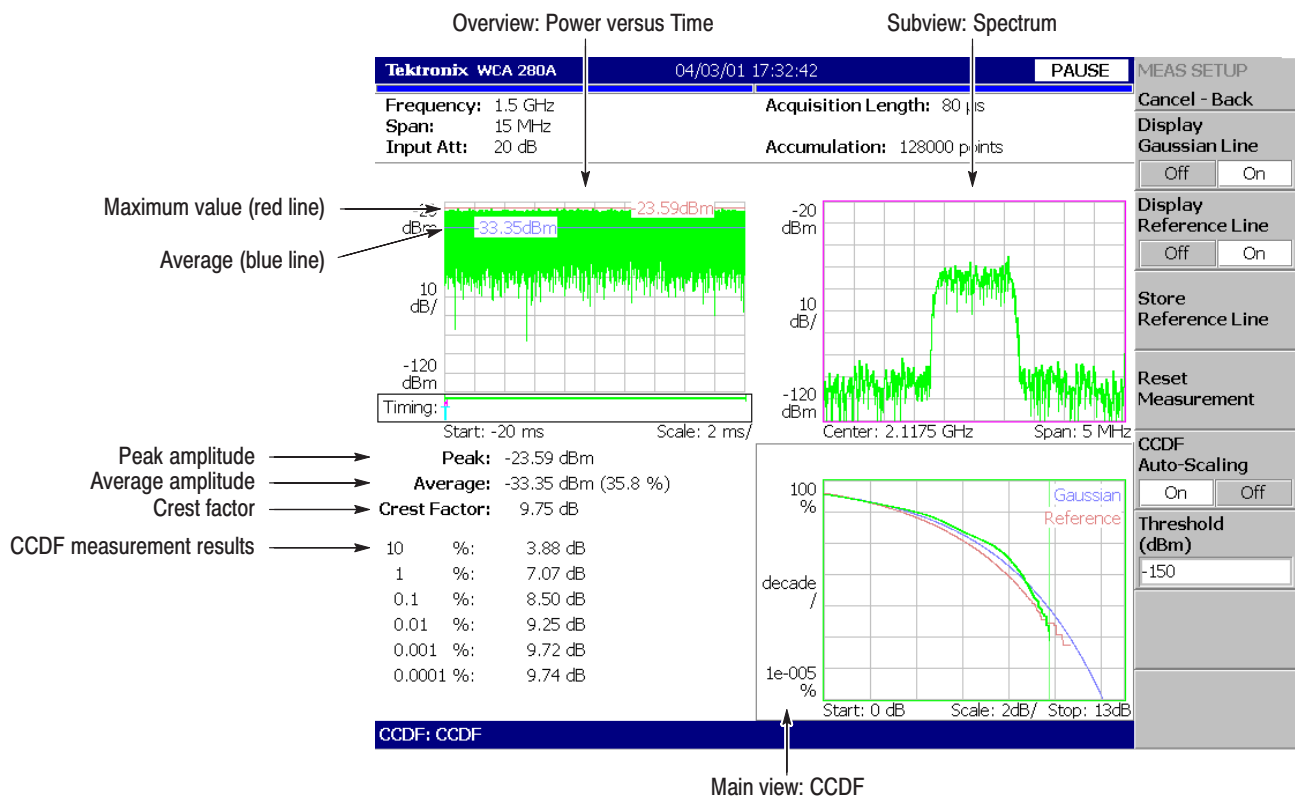 Overview: Power versus Time
Subview: Spectrum
Tektronix WCA 280A 04/03/01 17:32:42 PAUSE
MEAS SETUP
Frequency: 1.5 GHz
Span: 15 MHz
Input Att: 20 dB
Acquisition Length: 80 µs
Accumulation: 128000 points
Cancel - Back
Display
Gaussian Line
Off On
Display
Reference Line
Off On
Store
Reference Line
Reset
Measurement
CCDF
Auto-Scaling
On Off
Threshold
(dBm)
-150
Maximum value (red line)
Average (blue line)
-20
dBm
-23.59dBm
-33.35dBm
10
dB/
-120
dBm
Timing:
Start: -20 ms Scale: 2 ms/
-20
dBm
10
dB/
-120
dBm
Center: 2.1175 GHz Span: 5 MHz
Peak amplitude
Average amplitude
Crest factor
CCDF measurement results
Peak: -23.59 dBm
Average: -33.35 dBm (35.8 %)
Crest Factor: 9.75 dB
10 %: 3.88 dB
1 %: 7.07 dB
0.1 %: 8.50 dB
0.01 %: 9.25 dB
0.001 %: 9.72 dB
0.0001 %: 9.74 dB
100
%
Gaussian
Reference
decade
/
1e-005
%
Start: 0 dB Scale: 2dB/ Stop: 13dB
CCDF: CCDF
Main view: CCDF